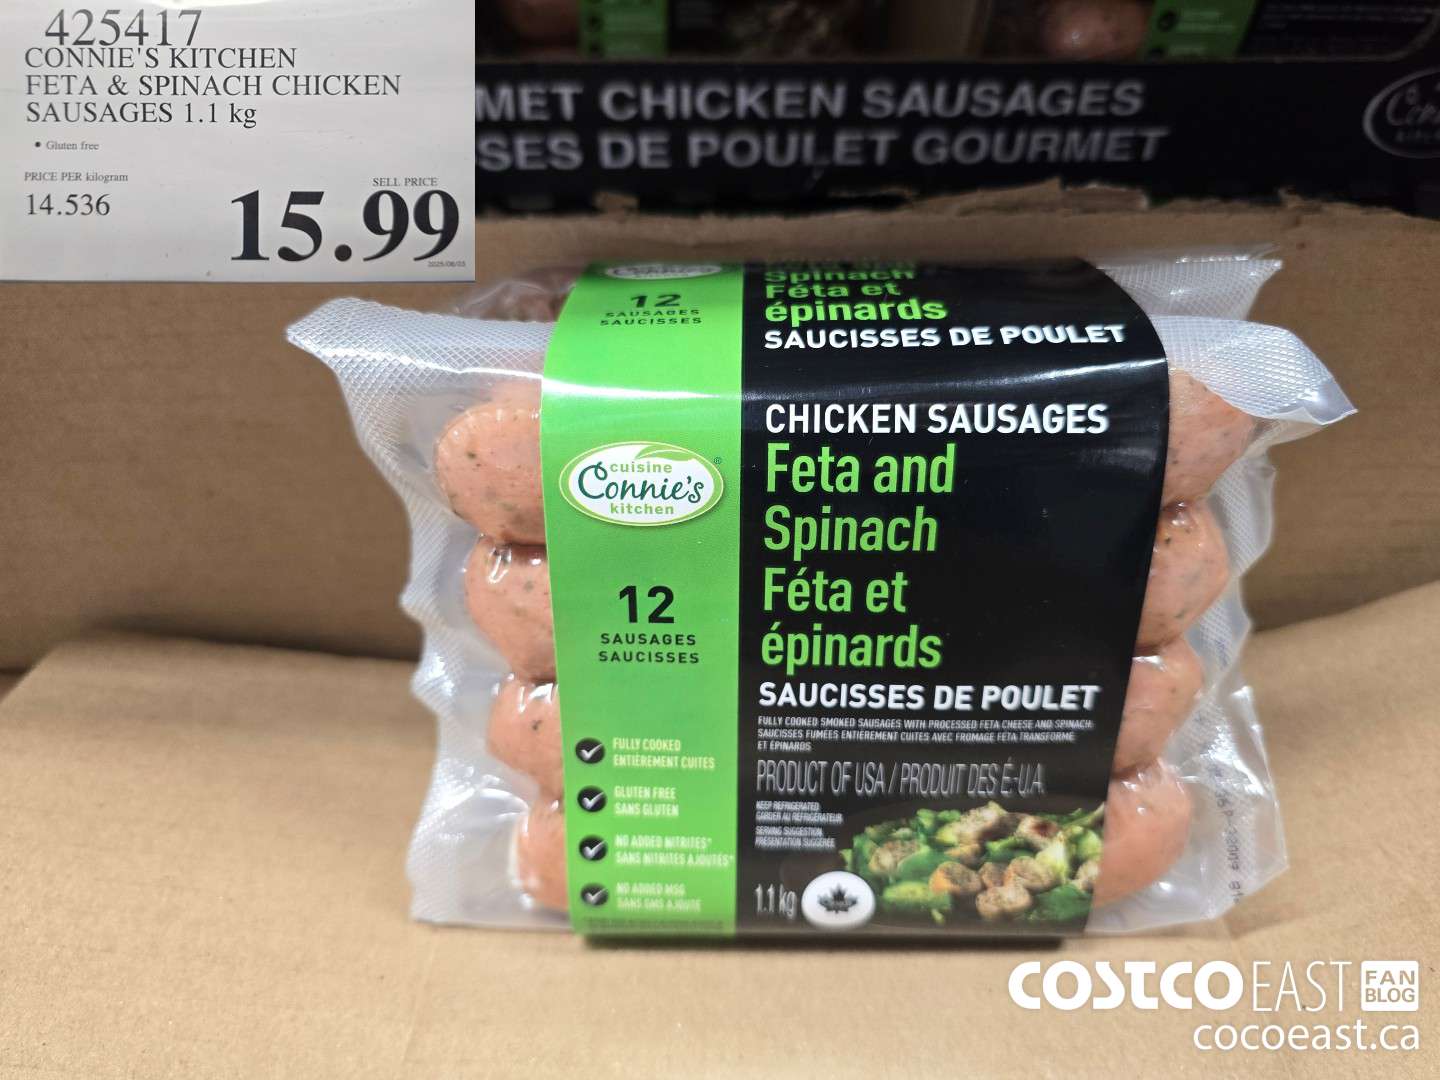 425417
CONNIE'S KITCHEN
FETA & SPINACH CHICKEN
SAUSAGES 1.1 kg
• Gluten free
PRICE PER kilogram
14.536
SELL PRICE
15.99
2025/06/03
MET CHICKEN SAUSAGES
SES DE POULET GOURMET
12
SAUSAGES
SAUCISSES
Spinach
Féta et
épinards
SAUCISSES DE POULET
CHICKEN SAUSAGES
Feta and
Spinach
Féta et
épinards
SAUCISSES DE POULET
FULLY COOKED SMOKED SAUSAGES WITH PROCESSED FETA CHEESE AND SPINACH
SAUCISSES FUMÉES ENTIÈREMENT CUITES AVEC FROMAGE FETA TRANSFORMÉ
ET ÉPINARDS
PRODUCT OF USA / PRODUIT DES É-U.A.
KEEP REFRIGERATED
GARDER AU RÉFRIGÉRATEUR
SERVING SUGGESTION
PRÉSENTATION SUGGÉRÉE
1.1 kg
cuisine
Connie's®
kitchen
12
SAUSAGES
SAUCISSES
FULLY COOKED
ENTIÈREMENT CUITES
GLUTEN FREE
SANS GLUTEN
NO ADDED NITRITES*
SANS NITRITES AJOUTÉS*
NO ADDED MSG
SANS GMS AJOUTÉ
COSTCO EAST FAN BLOG
cocoeast.ca